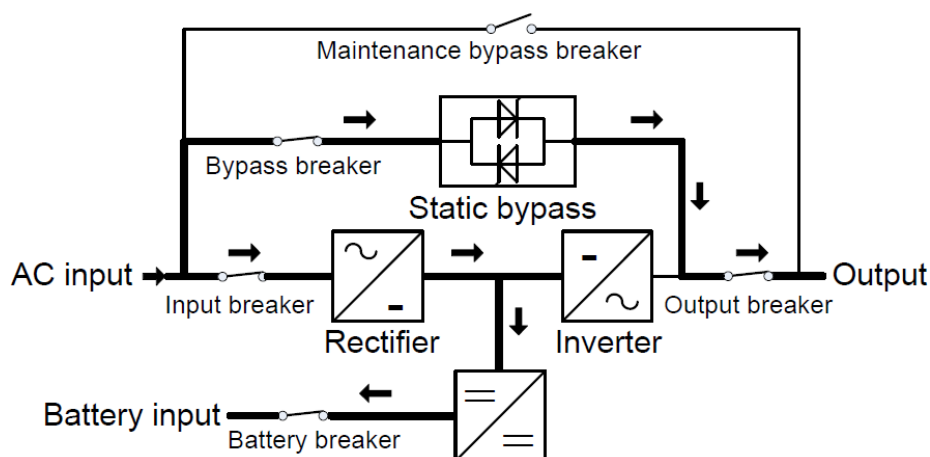 Maintenance bypass breaker
Bypass breaker
Static bypass
AC input
Output
Input breaker
Output breaker
Rectifier
Inverter
Battery input
Battery breaker